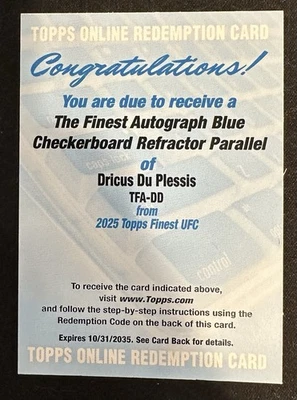 TOPPS ONLINE REDEMPTION CARD
Congratulations!
You are due to receive a
The Finest Autograph Blue
Checkerboard Refractor Parallel
of
Dricus Du Plessis
TFA-DD
from
2025 Topps Finest UFC
To receive the card indicated above,
visit www.Topps.com
and follow the step-by-step instructions using the
Redemption Code on the back of this card.
Expires 10/31/2035. See Card Back for details.
TOPPS ONLINE REDEMPTION CARD
caps lock
control